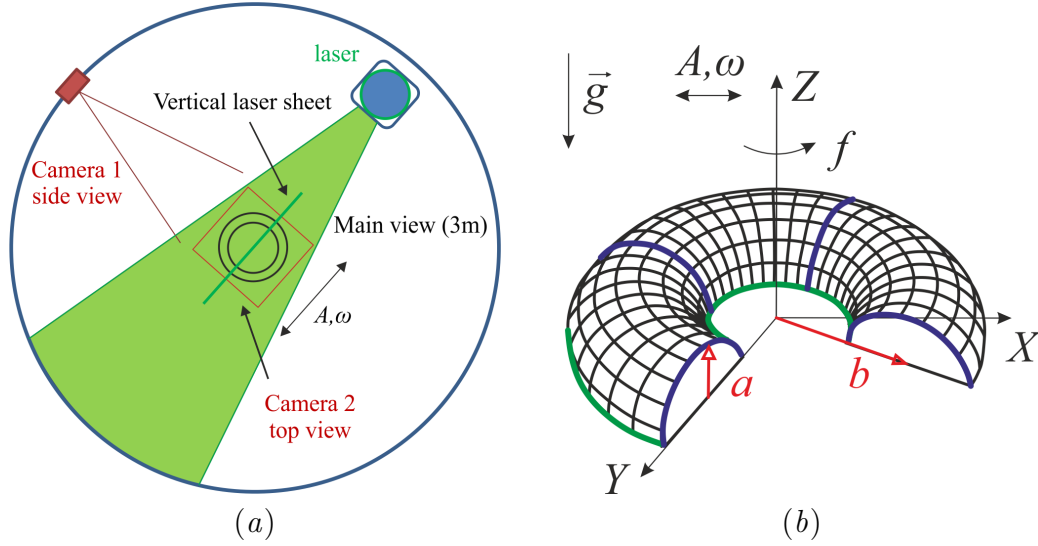 laser
Vertical laser sheet
Camera 1
side view
Main view (3m)
A,ω
Camera 2
top view
(a)
g
A,ω
Z
f
X
a
b
Y
(b)